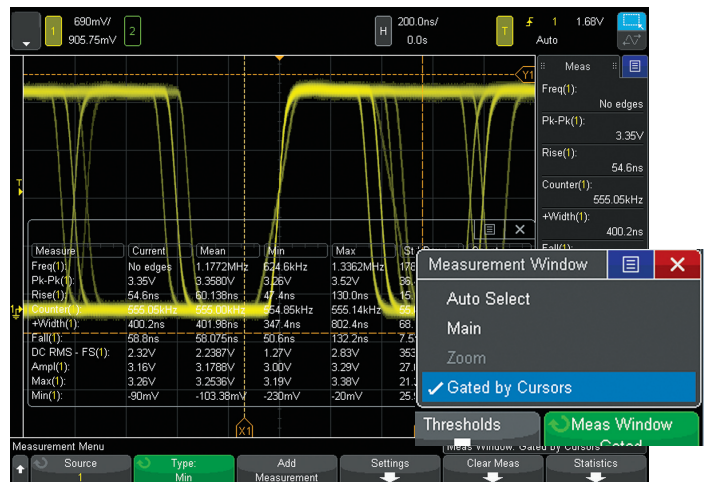 1 690mV/ 2 H 200.0ns/ T 1 1.68V
905.75mV 0.0s Auto
Meas
Y1
Freq(1):
No edges
Pk-Pk(1):
3.35V
Rise(1):
54.6ns
Counter(1):
555.05kHz
+Width(1):
400.2ns
Fall(1):
T
Measure Current Mean Min Max
Freq(1): No edges 1.1772MHz 624.6kHz 1.3362MHz
Pk-Pk(1): 3.35V 3.3580V 3.26V 3.52V
Rise(1): 54.6ns 60.138ns 47.4ns 130.0ns
Counter(1): 555.05kHz 555.00kHz 554.85kHz 555.14kHz
+Width(1): 400.2ns 401.98ns 347.4ns 802.4ns
Fall(1): 58.8ns 58.075ns 50.6ns 132.2ns
DC RMS - FS(1): 2.32V 2.2387V 1.27V 2.83V
Ampl(1): 3.16V 3.1788V 3.00V 3.29V
Max(1): 3.26V 3.2536V 3.19V 3.38V
Min(1): -90mV -103.38mV -230mV -20mV
X1
Measurement Window
Auto Select
Main
Zoom
Gated by Cursors
Thresholds Meas Window
Gated
Measurement Menu Meas Window: Gated by Cursors
Source Type: Add Settings Clear Meas Statistics
1 Min Measurement